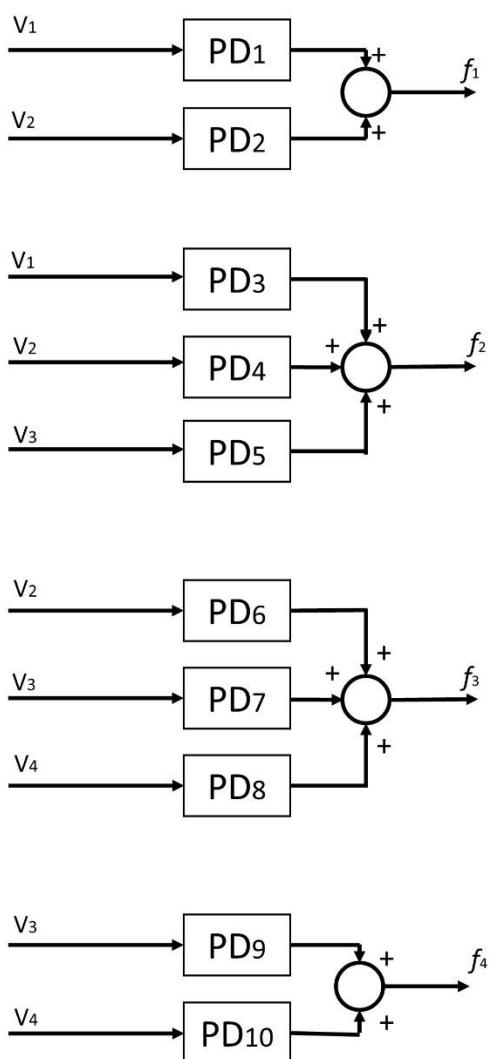 V1
PD1
+
f1
V2
PD2
+
V1
PD3
+
V2
+
f2
PD4
V3
+
PD5
V2
PD6
+
V3
+
f3
PD7
V4
+
PD8
V3
PD9
+
f4
V4
PD10
+